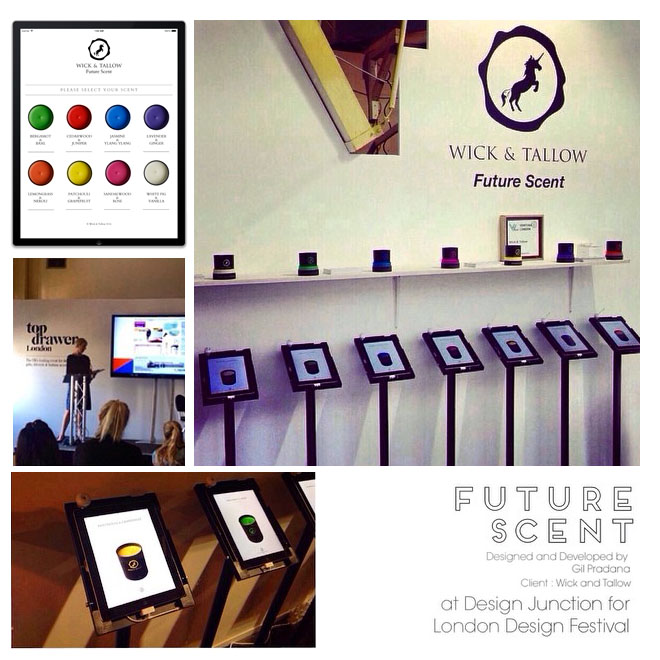 WICK & TALLOW
Future Scent
PLEASE SELECT YOUR SCENT
BERGAMOT
&
BASIL
CEDARWOOD
&
JUNIPER
JASMINE
&
YLANG YLANG
LAVENDER
&
GINGER
LEMONGRASS
&
NEROLI
PATCHOULI
&
GRAPEFRUIT
SANDALWOOD
&
ROSE
WHITE FIG
&
VANILLA
WICK & TALLOW
Future Scent
top
drawer
London
FUTURE
SCENT
Designed and Developed by
Gil Pradana
Client : Wick and Tallow
at Design Junction for
London Design Festival